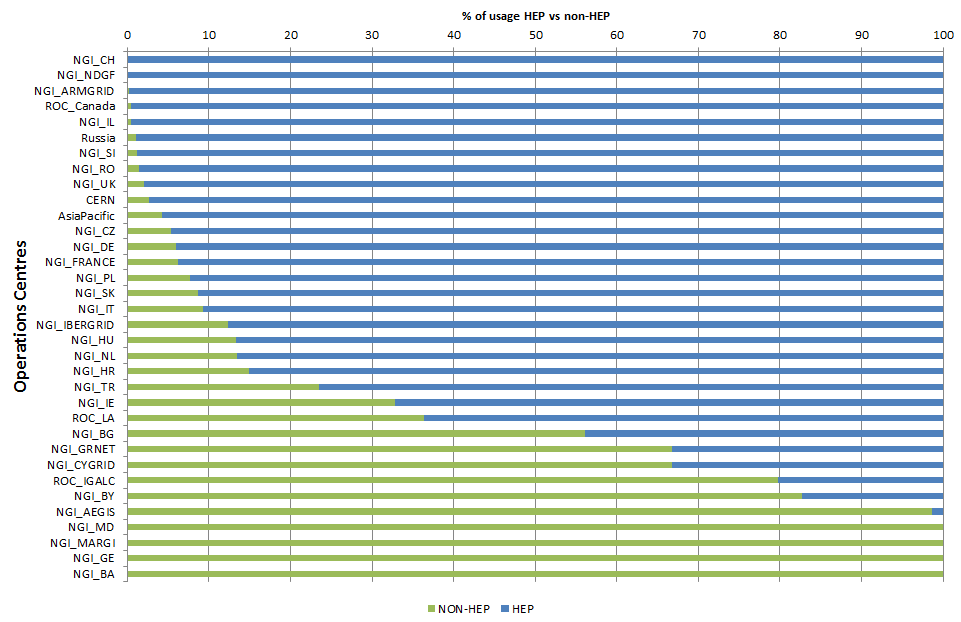 % of usage HEP vs non-HEP
0 10 20 30 40 50 60 70 80 90 100
Operations Centres
NGI_CH
NGI_NDGF
NGI_ARMGRID
ROC_Canada
NGI_IL
Russia
NGI_SI
NGI_RO
NGI_UK
CERN
AsiaPacific
NGI_CZ
NGI_DE
NGI_FRANCE
NGI_PL
NGI_SK
NGI_IT
NGI_IBERGRID
NGI_HU
NGI_NL
NGI_HR
NGI_TR
NGI_IE
ROC_LA
NGI_BG
NGI_GRNET
NGI_CYGRID
ROC_IGALC
NGI_BY
NGI_AEGIS
NGI_MD
NGI_MARGI
NGI_GE
NGI_BA
NON-HEP HEP